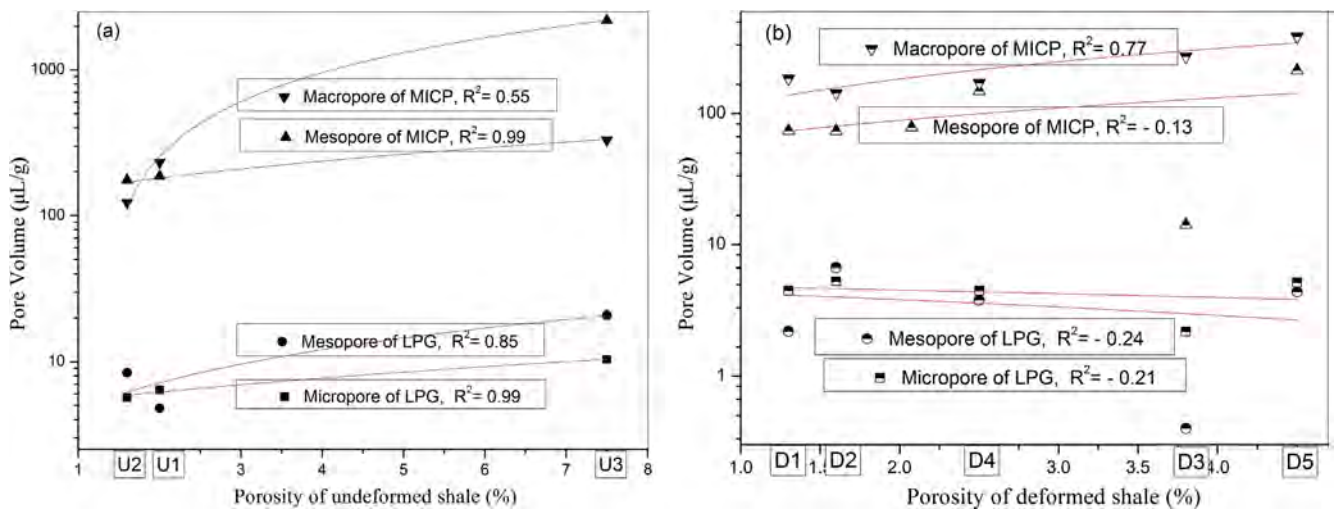 (a)
Pore Volume (μL/g)
1000
100
10
Macropore of MICP, R²= 0.55
Mesopore of MICP, R²= 0.99
Mesopore of LPG, R²= 0.85
Micropore of LPG, R²= 0.99
1 2 3 4 5 6 7 8
U2 U1 U3
Porosity of undeformed shale (%)
(b)
Pore Volume (μL/g)
100
10
1
Macropore of MICP, R²= 0.77
Mesopore of MICP, R²= - 0.13
Mesopore of LPG, R²= - 0.24
Micropore of LPG, R²= - 0.21
1.0 1.5 2.0 3.0 3.5 4.0
D1 D2 D4 D3 D5
Porosity of deformed shale (%)